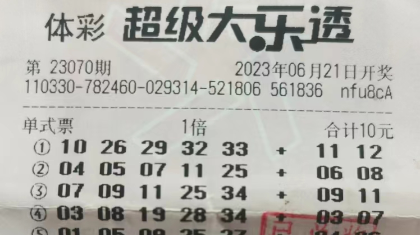 体彩 超级大乐透
第 23070期 2023年06月21日开奖
110330-782460-029314-521806 561836 nfu8cA
单式票 1倍 合计10元
① 10 26 29 32 33 + 11 12
② 04 05 07 11 25 + 06 08
③ 07 09 11 25 34 + 09 11
④ 03 08 19 28 34 + 03 07